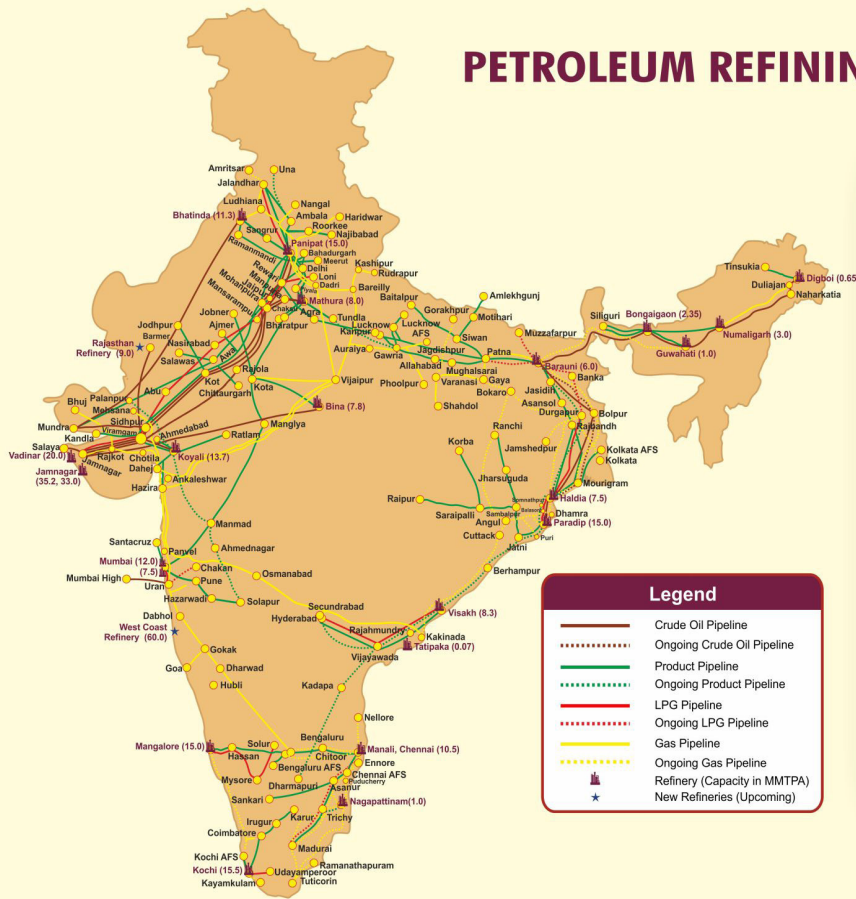 PETROLEUM REFININ
Amritsar
Una
Jalandhar
Ludhiana
Nangal
Bhatinda (11.3)
Ambala
Haridwar
Roorkee
Sangrur
Najibabad
Ramanmandi
Panipat (15.0)
Bahadurgarh
Meerut
Kashipur
Delhi
Rewari
Loni
Rudrapur
Dadri
Piyala
Bareilly
Manpura
Jaipur
Mohanpura
Mansarampura
Chaksu
Mathura (8.0)
Baitalpur
Amlekhgunj
Jobner
Agra
Tundla
Gorakhpur
Motihari
Jodhpur
Ajmer
Bharatpur
Lucknow
Lucknow
AFS
Kanpur
Siwan
Muzzafarpur
Barmer
Nasirabad
Rajasthan
Refinery (9.0)
Auraiya
Gawria
Jagdishpur
Patna
Salawas
Awa
Allahabad
Mughalsarai
Barauni (6.0)
Rajola
Kot
Vijaipur
Phoolpur
Varanasi
Gaya
Jasidih
Banka
Chittaurgarh
Kota
Abu
Bokaro
Asansol
Palanpur
Bhuj
Mehsana
Bina (7.8)
Shahdol
Durgapur
Bolpur
Sidhpur
Rajbandh
Mundra
Viramgam
Ahmedabad
Manglya
Ranchi
Kandla
Ratlam
Korba
Jamshedpur
Kolkata AFS
Salaya
Koyali (13.7)
Kolkata
Vadinar (20.0)
Rajkot
Chotila
Jamnagar
Jamnagar
(35.2, 33.0)
Dahej
Ankaleshwar
Jharsuguda
Mourigram
Hazira
Raipur
Somnathpur
Haldia (7.5)
Balasore
Saraipalli
Sambalpur
Dhamra
Manmad
Angul
Paradip (15.0)
Cuttack
Puri
Santacruz
Panvel
Ahmednagar
Jatni
Mumbai (12.0)
(7.5)
Chakan
Berhampur
Mumbai High
Pune
Osmanabad
Uran
Hazarwadi
Solapur
Secundrabad
Visakh (8.3)
Dabhol
Hyderabad
Rajahmundry
West Coast
Refinery (60.0)
Kakinada
Tatipaka (0.07)
Gokak
Vijayawada
Goa
Dharwad
Hubli
Kadapa
Nellore
Bengaluru
Mangalore (15.0)
Solur
Manali, Chennai (10.5)
Hassan
Chitoor
Ennore
Bengaluru AFS
Chennai AFS
Mysore
Puducherry
Dharmapuri
Asanur
Sankari
Nagapattinam(1.0)
Karur
Trichy
Irugur
Coimbatore
Madurai
Kochi AFS
Ramanathapuram
Kochi (15.5)
Udayamperoor
Kayamkulam
Tuticorin
Tinsukia
Digboi (0.65
Duliajan
Naharkatia
Siliguri
Bongaigaon (2.35)
Numaligarh (3.0)
Guwahati (1.0)
Legend
Crude Oil Pipeline
Ongoing Crude Oil Pipeline
Product Pipeline
Ongoing Product Pipeline
LPG Pipeline
Ongoing LPG Pipeline
Gas Pipeline
Ongoing Gas Pipeline
Refinery (Capacity in MMTPA)
New Refineries (Upcoming)